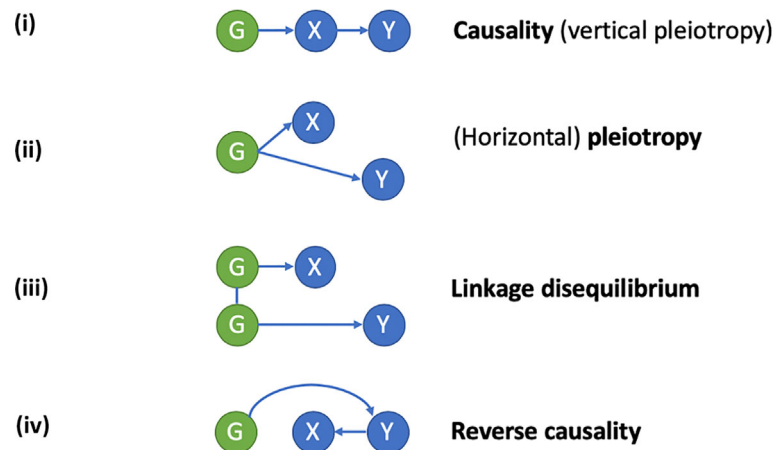 (i) G X Y Causality (vertical pleiotropy)
X
(ii) G (Horizontal) pleiotropy
Y
G X
(iii) Linkage disequilibrium
G Y
(iv) G X Y Reverse causality